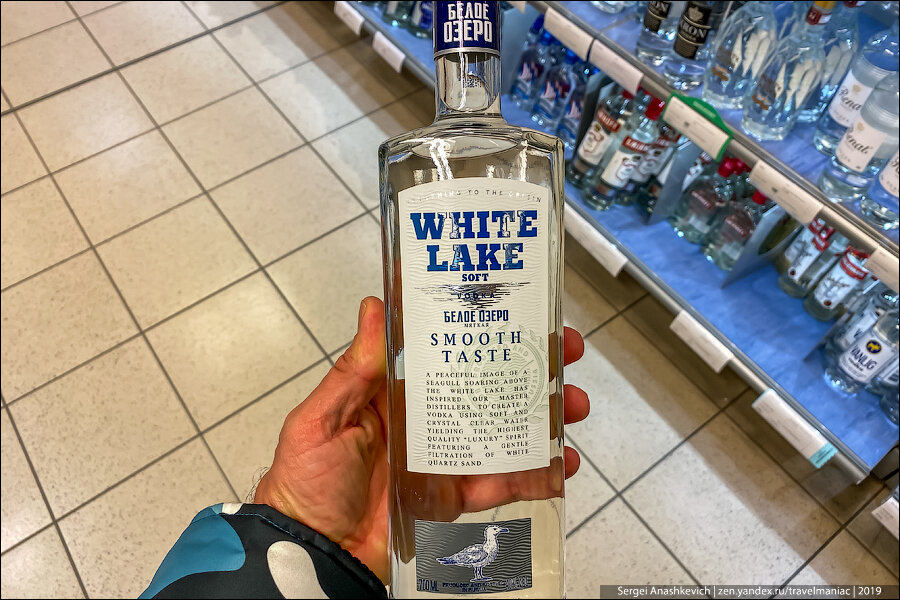 БЕЛОЕ
ОЗЕРО
WHITE
LAKE
SOFT
VODKA
БЕЛОЕ ОЗЕРО
МЯГКАЯ
SMOOTH
TASTE
A PEACEFUL IMAGE OF A
SEAGULL SOARING ABOVE
THE WHITE LAKE HAS
INSPIRED OUR MASTER
DISTILLERS TO CREATE A
VODKA USING SOFT AND
CRYSTAL CLEAR WATER
YIELDING THE HIGHEST
QUALITY "LUXURY" SPIRIT
FEATURING A GENTLE
FILTRATION OF WHITE
QUARTZ SAND
700 ML
Sergei Anashkevich | zen.yandex.ru/travelmaniac | 2019